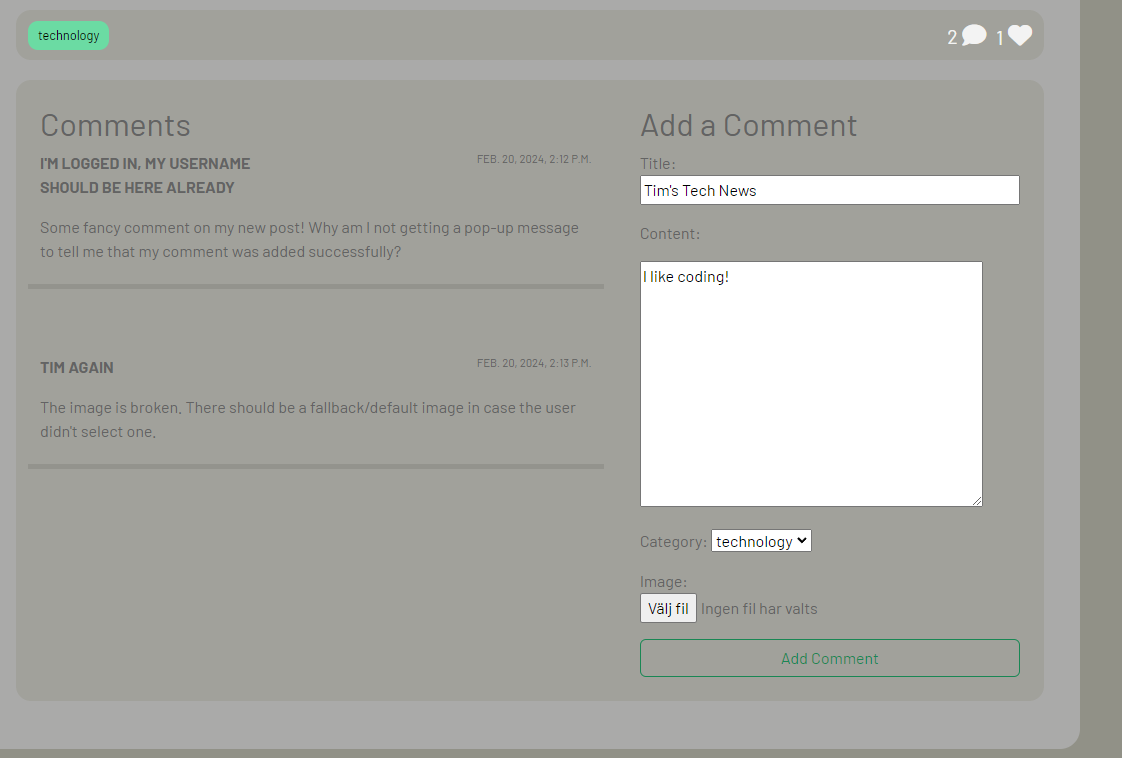 technology
2 1
Comments
I'M LOGGED IN, MY USERNAME
SHOULD BE HERE ALREADY
FEB. 20, 2024, 2:12 P.M.
Some fancy comment on my new post! Why am I not getting a pop-up message
to tell me that my comment was added successfully?
TIM AGAIN
FEB. 20, 2024, 2:13 P.M.
The image is broken. There should be a fallback/default image in case the user
didn't select one.
Add a Comment
Title:
Tim's Tech News
Content:
I like coding!
Category: technology
Image:
Välj fil Ingen fil har valts
Add Comment